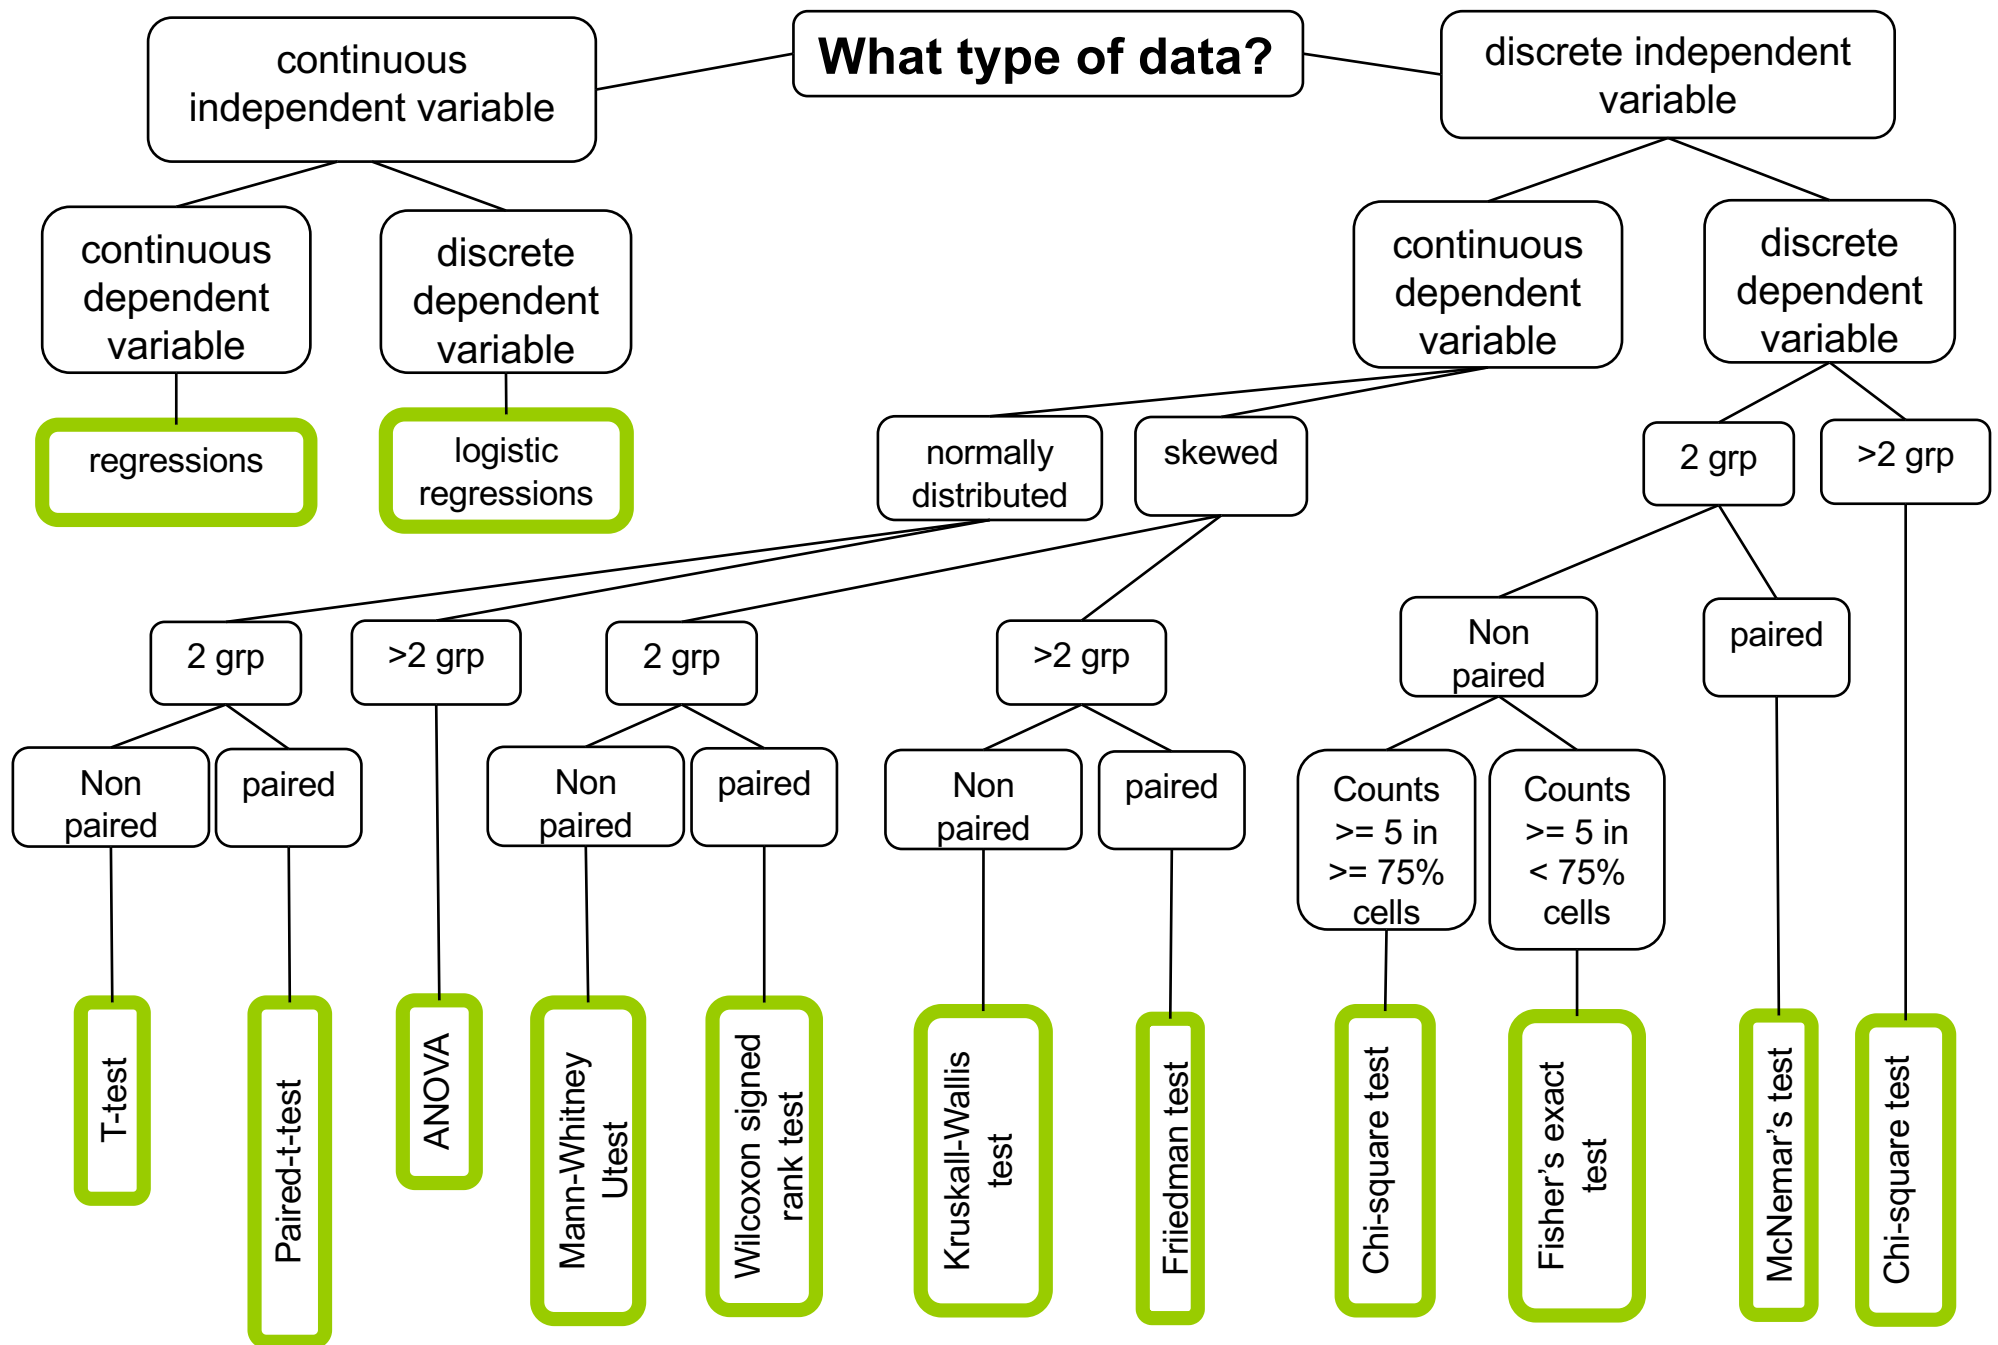 What type of data?
continuous
independent variable
discrete independent
variable
continuous
dependent
variable
discrete
dependent
variable
continuous
dependent
variable
discrete
dependent
variable
regressions
logistic
regressions
normally
distributed
skewed
2 grp
>2 grp
2 grp
>2 grp
2 grp
>2 grp
Non
paired
paired
Non
paired
paired
Non
paired
paired
Non
paired
paired
Counts
>= 5 in
>= 75%
cells
Counts
>= 5 in
< 75%
cells
T-test
Paired-t-test
ANOVA
Mann-Whitney
Utest
Wilcoxon signed
rank test
Kruskall-Wallis
test
Friiedman test
Chi-square test
Fisher's exact
test
McNemar's test
Chi-square test